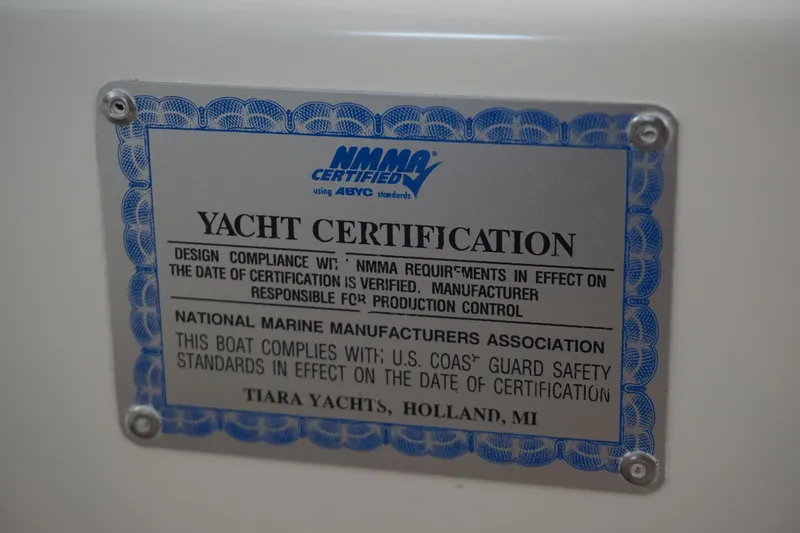 NMMA®
CERTIFIED
using ABYC standards
YACHT CERTIFICATION
DESIGN COMPLIANCE WITH NMMA REQUIREMENTS IN EFFECT ON
THE DATE OF CERTIFICATION IS VERIFIED. MANUFACTURER
RESPONSIBLE FOR PRODUCTION CONTROL
NATIONAL MARINE MANUFACTURERS ASSOCIATION
THIS BOAT COMPLIES WITH U.S. COAST GUARD SAFETY
STANDARDS IN EFFECT ON THE DATE OF CERTIFICATION
TIARA YACHTS, HOLLAND, MI